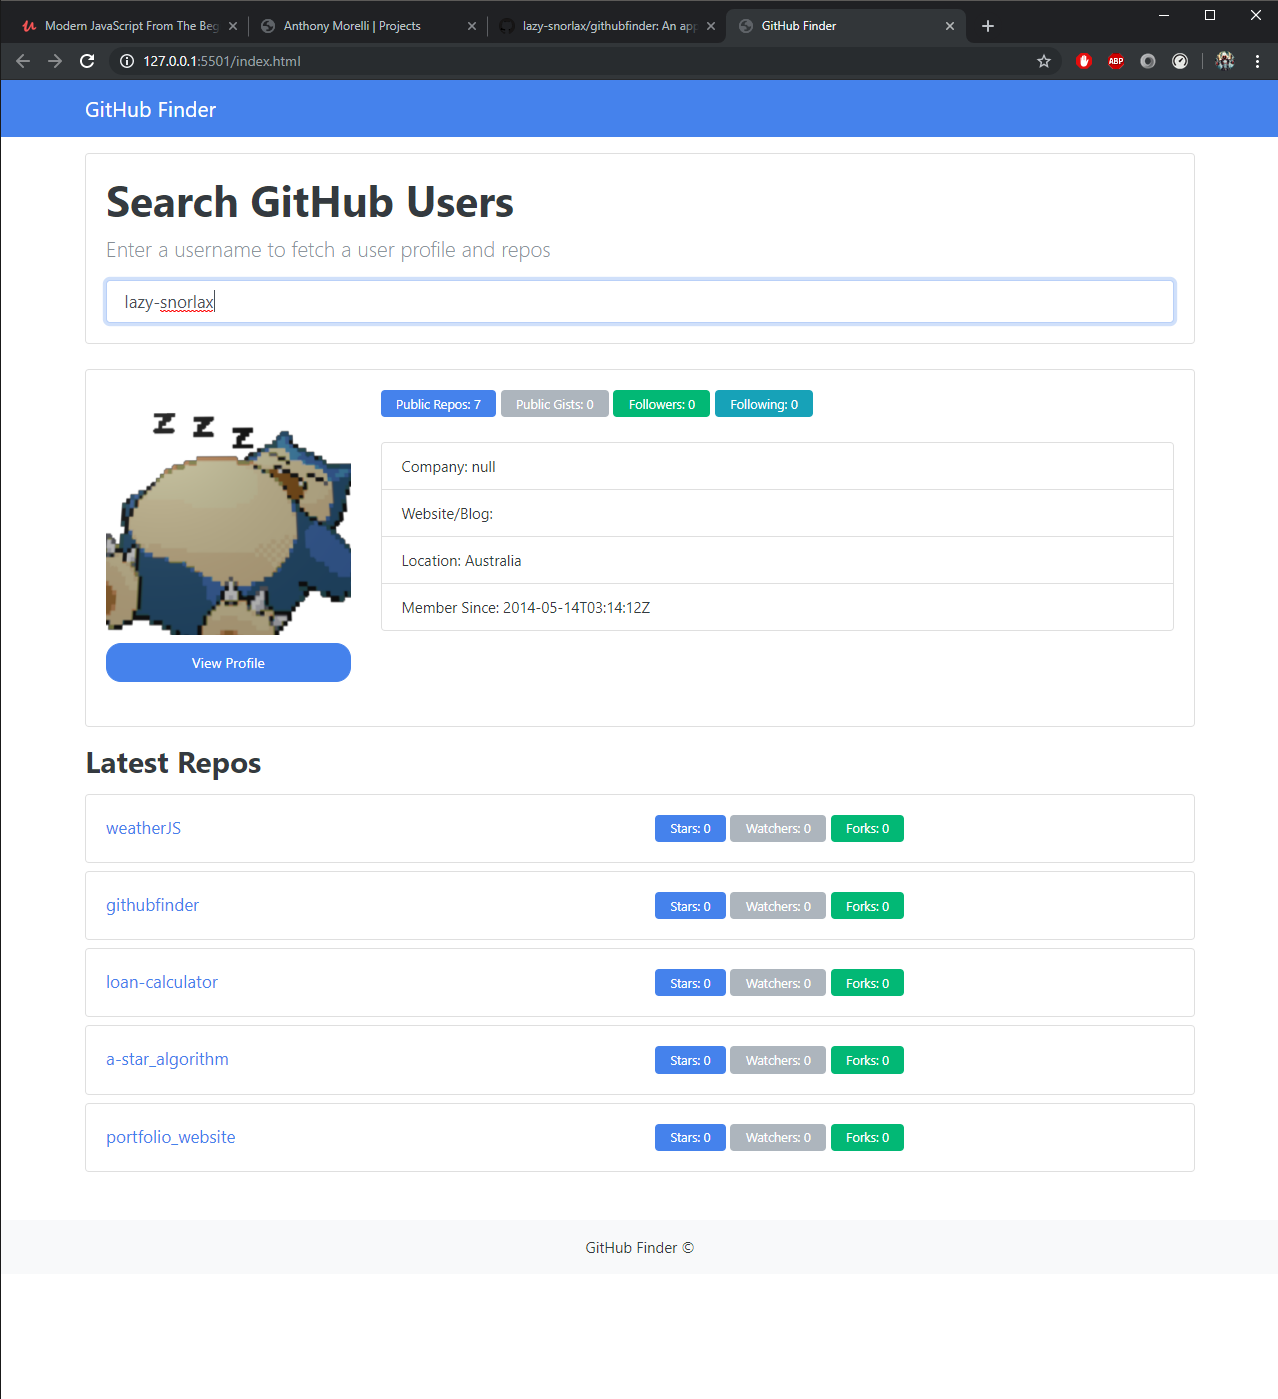 Modern JavaScript From The Beg
Anthony Morelli | Projects
lazy-snorlax/githubfinder: An app
GitHub Finder
127.0.0.1:5501/index.html
ABP
GitHub Finder
Search GitHub Users
Enter a username to fetch a user profile and repos
lazy-snorlax
Z Z Z
Public Repos: 7 Public Gists: 0 Followers: 0 Following: 0
Company: null
Website/Blog:
Location: Australia
Member Since: 2014-05-14T03:14:12Z
View Profile
Latest Repos
weatherJS Stars: 0 Watchers: 0 Forks: 0
githubfinder Stars: 0 Watchers: 0 Forks: 0
loan-calculator Stars: 0 Watchers: 0 Forks: 0
a-star_algorithm Stars: 0 Watchers: 0 Forks: 0
portfolio_website Stars: 0 Watchers: 0 Forks: 0
GitHub Finder ©